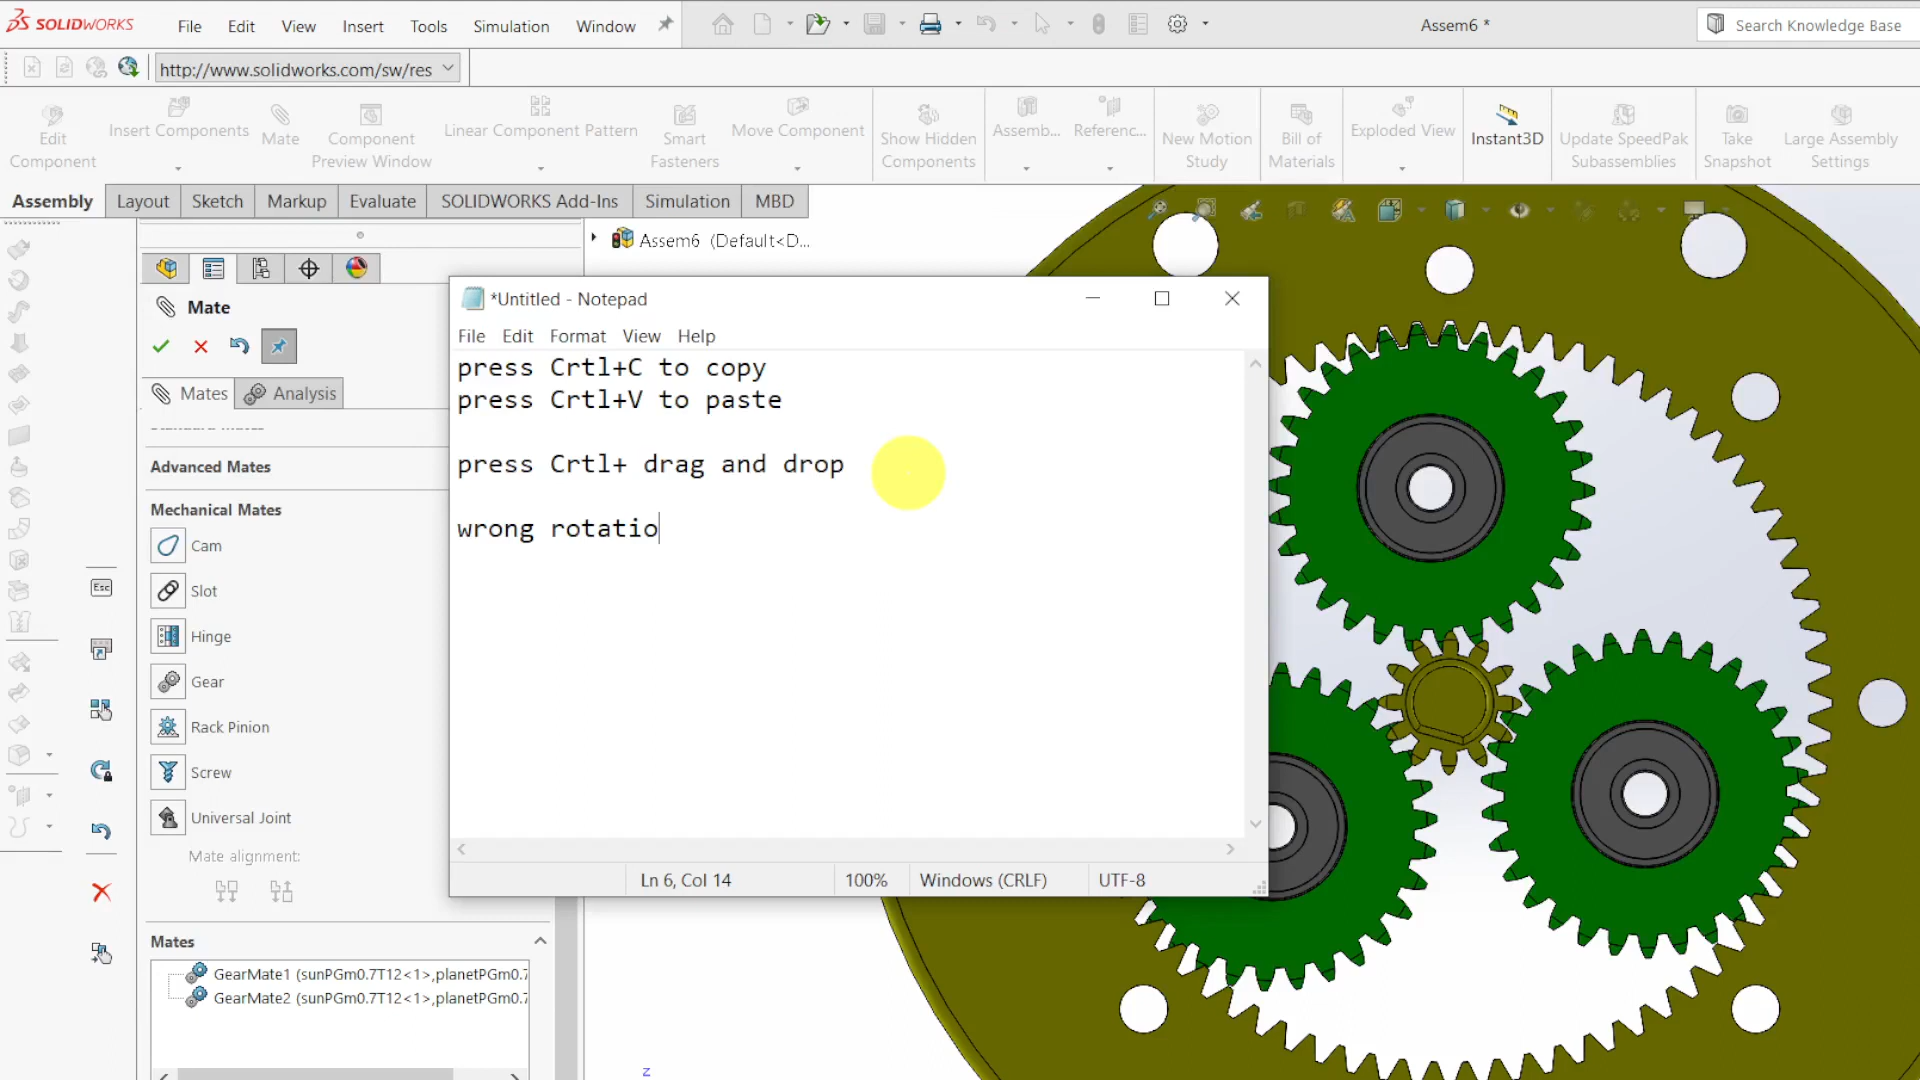 SOLIDWORKS
File Edit View Insert Tools Simulation Window
Assem6 *
Search Knowledge Base
http://www.solidworks.com/sw/res
Edit Component
Insert Components
Mate
Component Preview Window
Linear Component Pattern
Smart Fasteners
Move Component
Show Hidden Components
Assemb...
Referenc...
New Motion Study
Bill of Materials
Exploded View
Instant3D
Update SpeedPak Subassemblies
Take Snapshot
Large Assembly Settings
Assembly Layout Sketch Markup Evaluate SOLIDWORKS Add-Ins Simulation MBD
Assem6 (Default<D...
Mate
Mates Analysis
Advanced Mates
Mechanical Mates
Cam
Slot
Hinge
Gear
Rack Pinion
Screw
Universal Joint
Mate alignment:
Mates
GearMate1 (sunPGm0.7T12<1>,planetPGm0.7
GearMate2 (sunPGm0.7T12<1>,planetPGm0.7
Esc
*Untitled - Notepad
File Edit Format View Help
press Crtl+C to copy
press Crtl+V to paste
press Crtl+ drag and drop
wrong rotatio
Ln 6, Col 14
100%
Windows (CRLF)
UTF-8
z